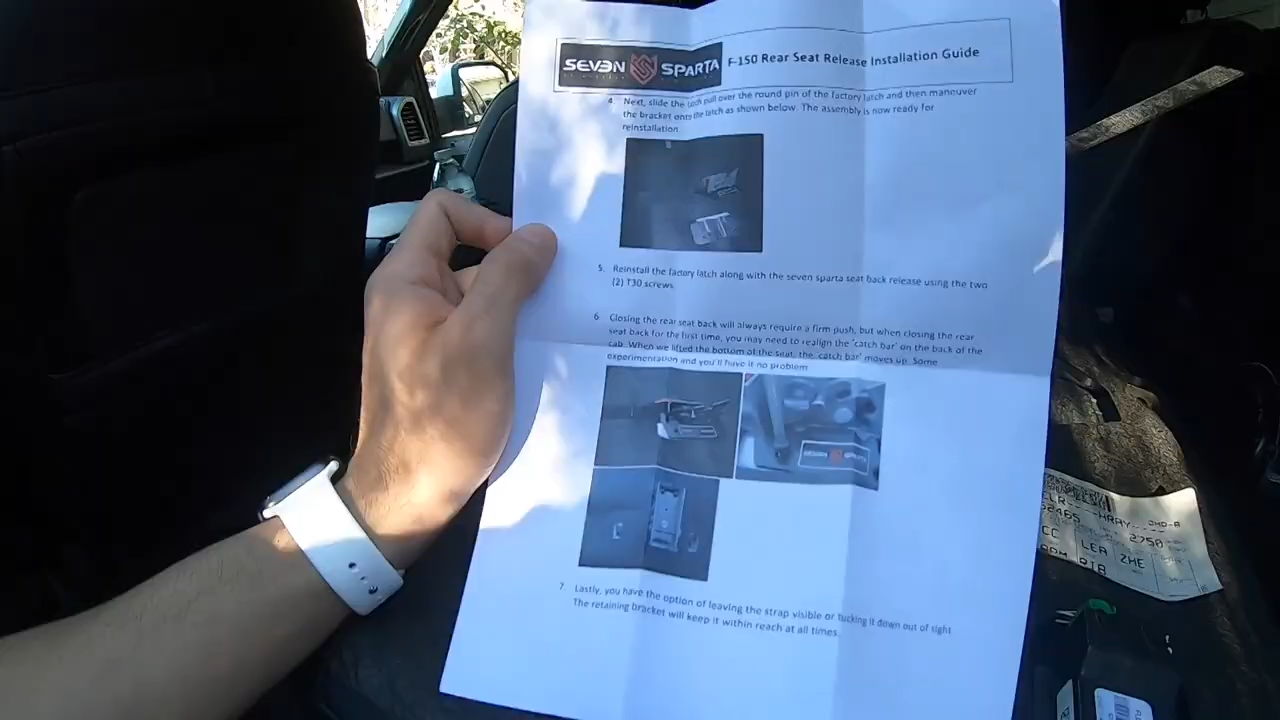 SEVEN SPARTA
F-150 Rear Seat Release Installation Guide
4. Next, slide the latch pull over the round pin of the factory latch and then maneuver
the bracket onto the latch as shown below. The assembly is now ready for
reinstallation.
5. Reinstall the factory latch along with the seven sparta seat back release using the two
(2) T30 screws
6 Closing the rear seat back will always require a firm push, but when closing the rear
seat back for the first time, you may need to realign the 'catch bar' on the back of the
cab. When we lifted the bottom of the seat, the 'catch bar' moves up. Some
experimentation and you'll have it no problem
SEVEN SPARTA
7. Lastly, you have the option of leaving the strap visible or tucking it down out of sight
The retaining bracket will keep it within reach at all times.
2750
CC LEA ZHE